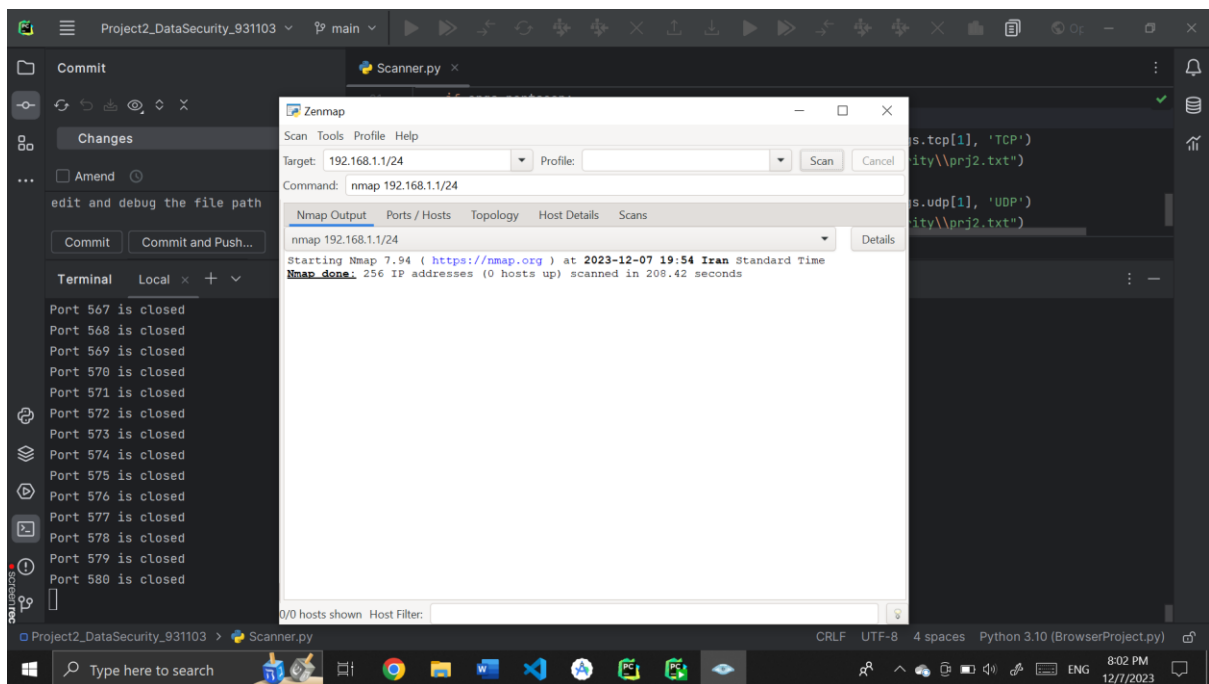 Project2_DataSecurity_931103 main
Commit
Scanner.py
Changes
Amend
edit and debug the file path
Commit Commit and Push...
gs.tcp[1], 'TCP')
ity\\prj2.txt")
gs.udp[1], 'UDP')
ity\\prj2.txt")
Zenmap
Scan Tools Profile Help
Target: 192.168.1.1/24 Profile: Scan Cancel
Command: nmap 192.168.1.1/24
Nmap Output Ports / Hosts Topology Host Details Scans
nmap 192.168.1.1/24 Details
Starting Nmap 7.94 ( https://nmap.org ) at 2023-12-07 19:54 Iran Standard Time
Nmap done: 256 IP addresses (0 hosts up) scanned in 208.42 seconds
0/0 hosts shown Host Filter:
Terminal Local
Port 567 is closed
Port 568 is closed
Port 569 is closed
Port 570 is closed
Port 571 is closed
Port 572 is closed
Port 573 is closed
Port 574 is closed
Port 575 is closed
Port 576 is closed
Port 577 is closed
Port 578 is closed
Port 579 is closed
Port 580 is closed
screenrec
Project2_DataSecurity_931103 > Scanner.py
CRLF UTF-8 4 spaces Python 3.10 (BrowserProject.py)
Type here to search
ENG
8:02 PM
12/7/2023